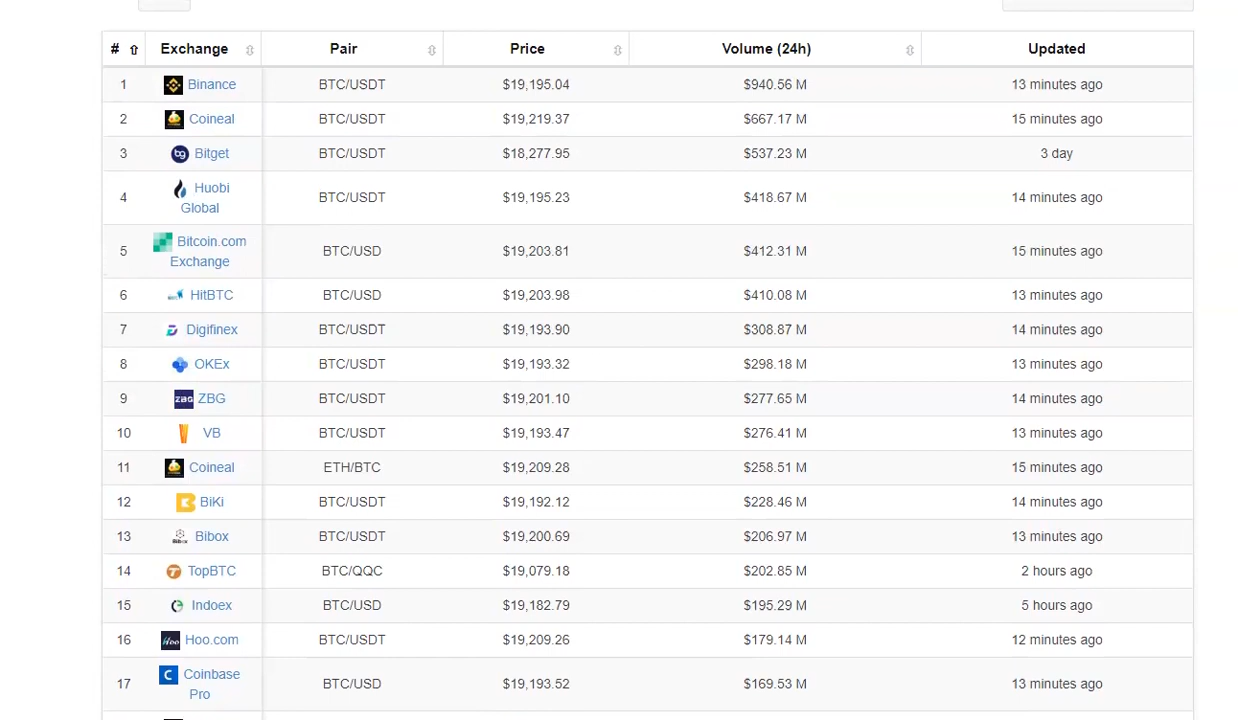 # Exchange Pair Price Volume (24h) Updated
1 Binance BTC/USDT $19,195.04 $940.56 M 13 minutes ago
2 Coineal BTC/USDT $19,219.37 $667.17 M 15 minutes ago
3 Bitget BTC/USDT $18,277.95 $537.23 M 3 day
4 Huobi Global BTC/USDT $19,195.23 $418.67 M 14 minutes ago
5 Bitcoin.com Exchange BTC/USD $19,203.81 $412.31 M 15 minutes ago
6 HitBTC BTC/USD $19,203.98 $410.08 M 13 minutes ago
7 Digifinex BTC/USDT $19,193.90 $308.87 M 14 minutes ago
8 OKEx BTC/USDT $19,193.32 $298.18 M 13 minutes ago
9 ZBG BTC/USDT $19,201.10 $277.65 M 14 minutes ago
10 VB BTC/USDT $19,193.47 $276.41 M 13 minutes ago
11 Coineal ETH/BTC $19,209.28 $258.51 M 15 minutes ago
12 BiKi BTC/USDT $19,192.12 $228.46 M 14 minutes ago
13 Bibox BTC/USDT $19,200.69 $206.97 M 13 minutes ago
14 TopBTC BTC/QQC $19,079.18 $202.85 M 2 hours ago
15 Indoex BTC/USD $19,182.79 $195.29 M 5 hours ago
16 Hoo.com BTC/USDT $19,209.26 $179.14 M 12 minutes ago
17 Coinbase Pro BTC/USD $19,193.52 $169.53 M 13 minutes ago